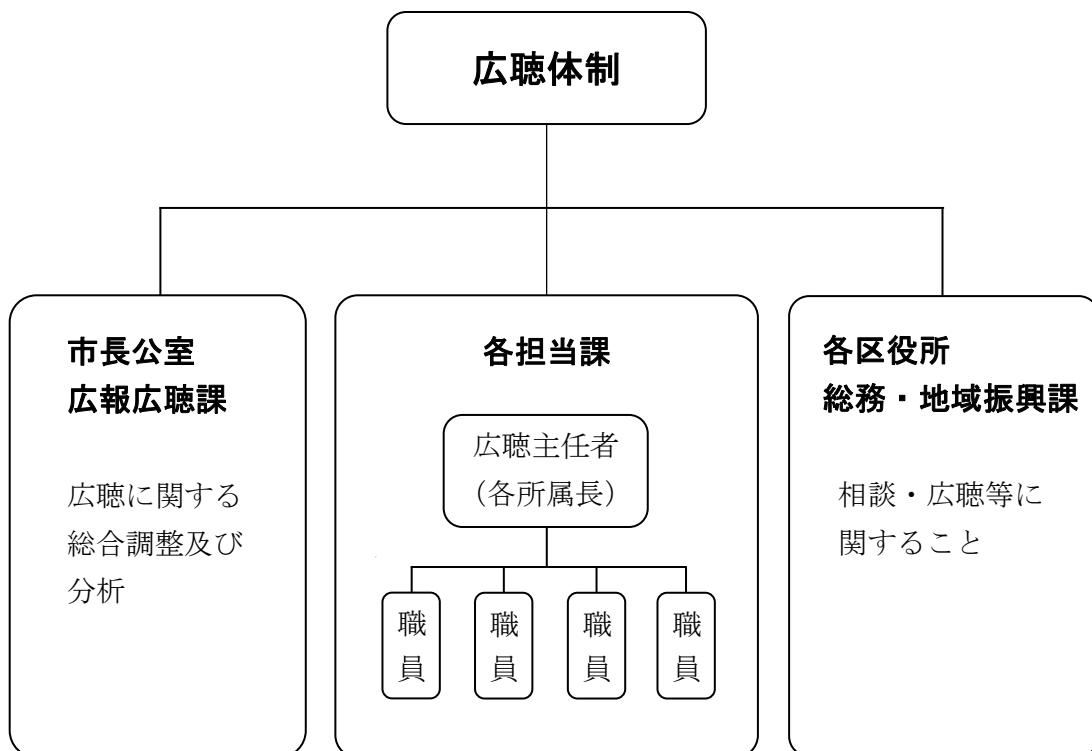 広聴体制
市長公室
広報広聴課
広聴に関する
総合調整及び
分析
各担当課
広聴主任者
（各所属長）
職員
職員
職員
職員
各区役所
総務・地域振興課
相談・広聴等に
関すること